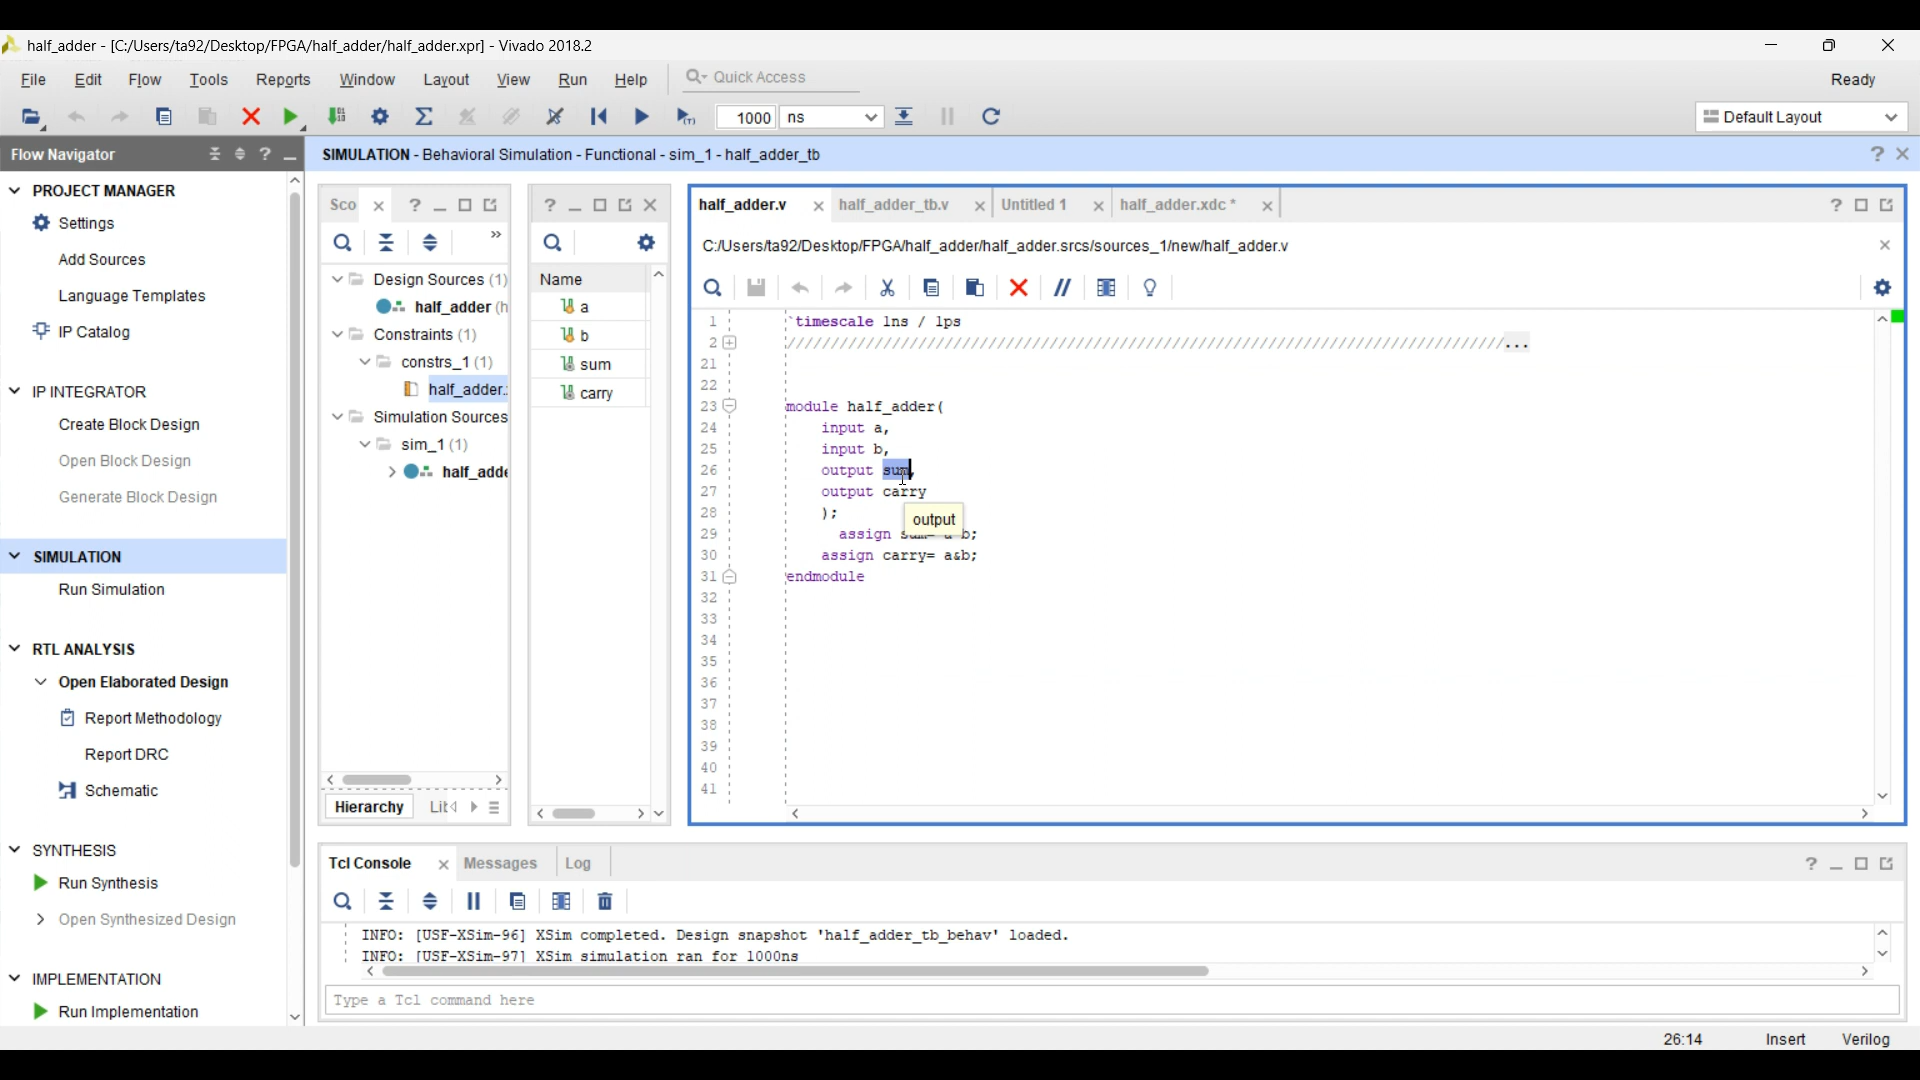 half_adder - [C:/Users/ta92/Desktop/FPGA/half_adder/half_adder.xpr] - Vivado 2018.2
File Edit Flow Tools Reports Window Layout View Run Help Quick Access Ready
1000 ns Default Layout
Flow Navigator
SIMULATION - Behavioral Simulation - Functional - sim_1 - half_adder_tb
PROJECT MANAGER
Settings
Add Sources
Language Templates
IP Catalog
IP INTEGRATOR
Create Block Design
Open Block Design
Generate Block Design
SIMULATION
Run Simulation
RTL ANALYSIS
Open Elaborated Design
Report Methodology
Report DRC
Schematic
SYNTHESIS
Run Synthesis
Open Synthesized Design
IMPLEMENTATION
Run Implementation
Sco
Design Sources (1)
half_adder (h
Constraints (1)
constrs_1 (1)
half_adder.
Simulation Sources
sim_1 (1)
half_adde
Hierarchy Lit
Name
a
b
sum
carry
half_adder.v half_adder_tb.v Untitled 1 half_adder.xdc *
C:/Users/ta92/Desktop/FPGA/half_adder/half_adder.srcs/sources_1/new/half_adder.v
1 `timescale 1ns / 1ps
2 //////////////////////////////////////////////////////////////////////////////////...
21
22
23 module half_adder(
24 input a,
25 input b,
26 output sum,
27 output carry
28 );
output
29 assign b;
30 assign carry= a&b;
31 endmodule
32
33
34
35
36
37
38
39
40
41
Tcl Console Messages Log
INFO: [USF-XSim-96] XSim completed. Design snapshot 'half_adder_tb_behav' loaded.
INFO: [USF-XSim-97] XSim simulation ran for 1000ns
Type a Tcl command here
26:14 Insert Verilog